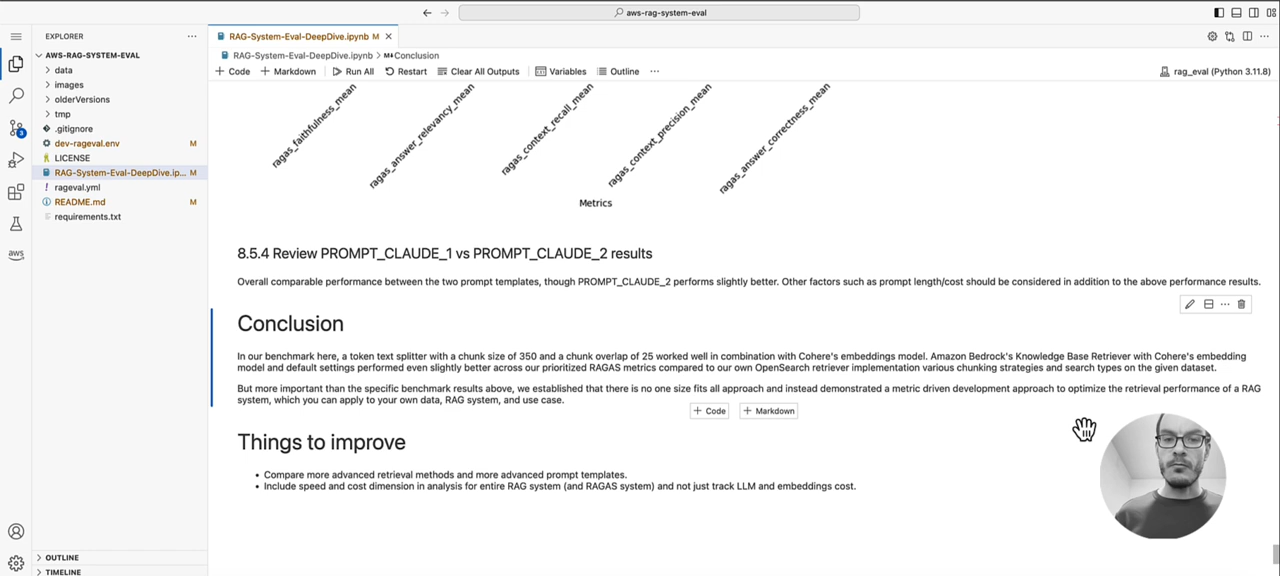 aws-rag-system-eval
EXPLORER
RAG-System-Eval-DeepDive.ipynb M
AWS-RAG-SYSTEM-EVAL
RAG-System-Eval-DeepDive.ipynb > M↓ Conclusion
data
images
olderVersions
tmp
.gitignore
dev-rageval.env M
LICENSE
RAG-System-Eval-DeepDive.ip... M
rageval.yml
README.md M
requirements.txt
3
aws
OUTLINE
TIMELINE
+ Code + Markdown Run All Restart Clear All Outputs Variables Outline ... rag_eval (Python 3.11.8)
ragas_faithfulness_mean
ragas_answer_relevancy_mean
ragas_context_recall_mean
ragas_context_precision_mean
ragas_answer_correctness_mean
Metrics
8.5.4 Review PROMPT_CLAUDE_1 vs PROMPT_CLAUDE_2 results
Overall comparable performance between the two prompt templates, though PROMPT_CLAUDE_2 performs slightly better. Other factors such as prompt length/cost should be considered in addition to the above performance results.
Conclusion
In our benchmark here, a token text splitter with a chunk size of 350 and a chunk overlap of 25 worked well in combination with Cohere's embeddings model. Amazon Bedrock's Knowledge Base Retriever with Cohere's embedding
model and default settings performed even slightly better across our prioritized RAGAS metrics compared to our own OpenSearch retriever implementation various chunking strategies and search types on the given dataset.
But more important than the specific benchmark results above, we established that there is no one size fits all approach and instead demonstrated a metric driven development approach to optimize the retrieval performance of a RAG
system, which you can apply to your own data, RAG system, and use case.
+ Code + Markdown
Things to improve
• Compare more advanced retrieval methods and more advanced prompt templates.
• Include speed and cost dimension in analysis for entire RAG system (and RAGAS system) and not just track LLM and embeddings cost.